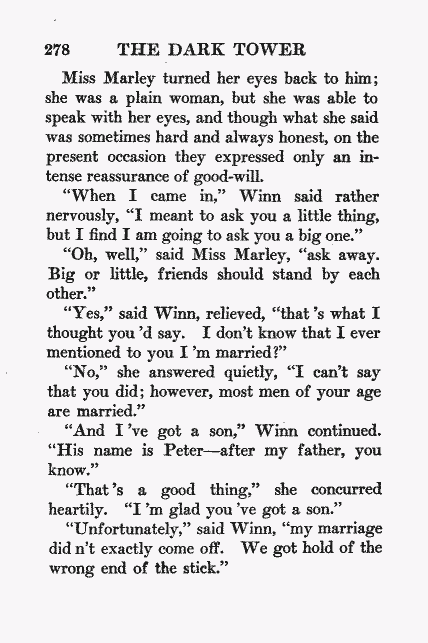 278 THE DARK TOWER
Miss Marley turned her eyes back to him;
she was a plain woman, but she was able to
speak with her eyes, and though what she said
was sometimes hard and always honest, on the
present occasion they expressed only an in-
tense reassurance of good-will.
"When I came in," Winn said rather
nervously, "I meant to ask you a little thing,
but I find I am going to ask you a big one."
"Oh, well," said Miss Marley, "ask away.
Big or little, friends should stand by each
other."
"Yes," said Winn, relieved, "that 's what I
thought you 'd say. I don't know that I ever
mentioned to you I 'm married?"
"No," she answered quietly, "I can't say
that you did; however, most men of your age
are married."
"And I 've got a son," Winn continued.
"His name is Peter—after my father, you
know."
"That 's a good thing," she concurred
heartily. "I 'm glad you 've got a son."
"Unfortunately," said Winn, "my marriage
did n't exactly come off. We got hold of the
wrong end of the stick."